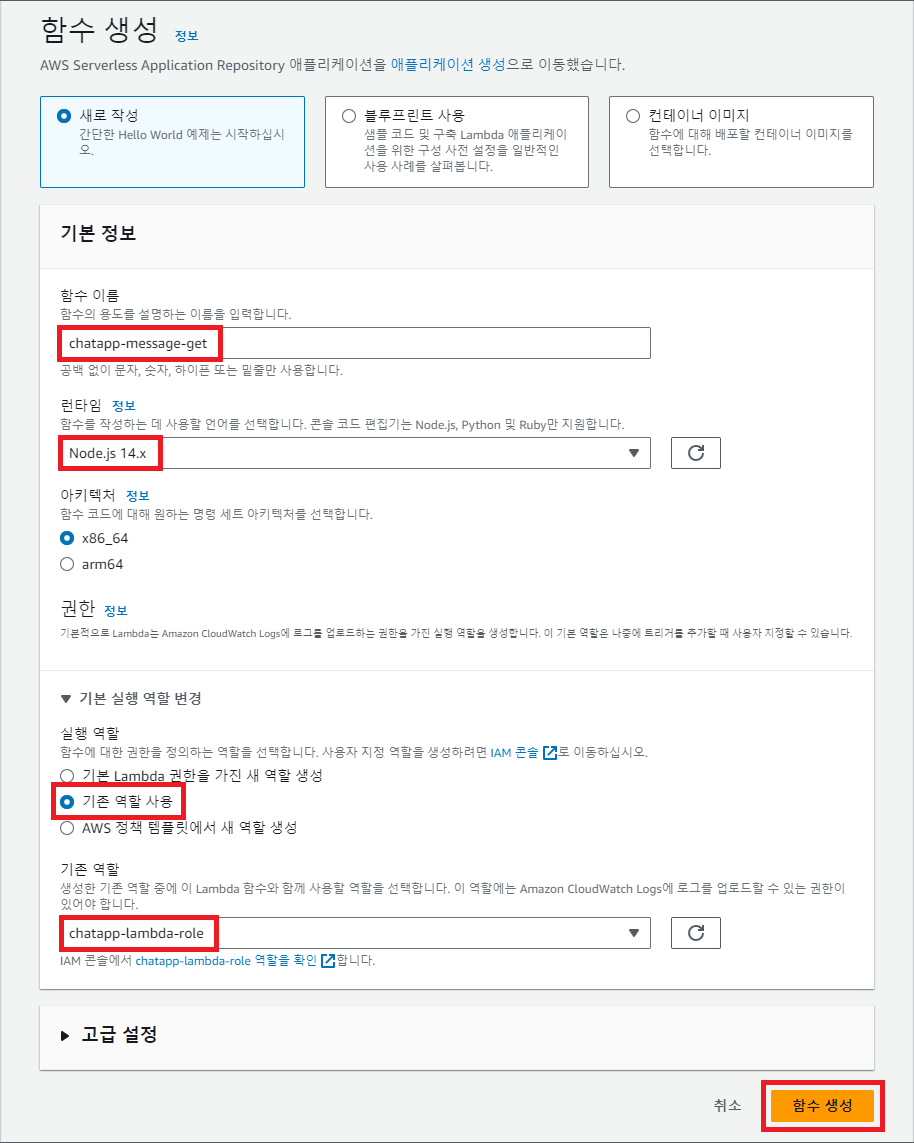 함수 생성 정보
AWS Serverless Application Repository 애플리케이션을 애플리케이션 생성으로 이동했습니다.
새로 작성
간단한 Hello World 예제는 시작하십시
오.
블루프린트 사용
샘플 코드 및 구축 Lambda 애플리케이
션을 위한 구성 사전 설정을 일반적인
사용 사례를 살펴봅니다.
컨테이너 이미지
함수에 대해 배포할 컨테이너 이미지를
선택합니다.
기본 정보
함수 이름
함수의 용도를 설명하는 이름을 입력합니다.
chatapp-message-get
공백 없이 문자, 숫자, 하이픈 또는 밑줄만 사용합니다.
런타임 정보
함수를 작성하는 데 사용할 언어를 선택합니다. 콘솔 코드 편집기는 Node.js, Python 및 Ruby만 지원합니다.
Node.js 14.x
아키텍처 정보
함수 코드에 대해 원하는 명령 세트 아키텍처를 선택합니다.
x86_64
arm64
권한 정보
기본적으로 Lambda는 Amazon CloudWatch Logs에 로그를 업로드하는 권한을 가진 실행 역할을 생성합니다. 이 기본 역할은 나중에 트리거를 추가할 때 사용자 지정할 수 있습니다.
기본 실행 역할 변경
실행 역할
함수에 대한 권한을 정의하는 역할을 선택합니다. 사용자 지정 역할을 생성하려면 IAM 콘솔로 이동하십시오.
기본 Lambda 권한을 가진 새 역할 생성
기존 역할 사용
AWS 정책 템플릿에서 새 역할 생성
기존 역할
생성한 기존 역할 중에 이 Lambda 함수와 함께 사용할 역할을 선택합니다. 이 역할에는 Amazon CloudWatch Logs에 로그를 업로드할 수 있는 권한이
있어야 합니다.
chatapp-lambda-role
IAM 콘솔에서 chatapp-lambda-role 역할을 확인합니다.
고급 설정
취소
함수 생성